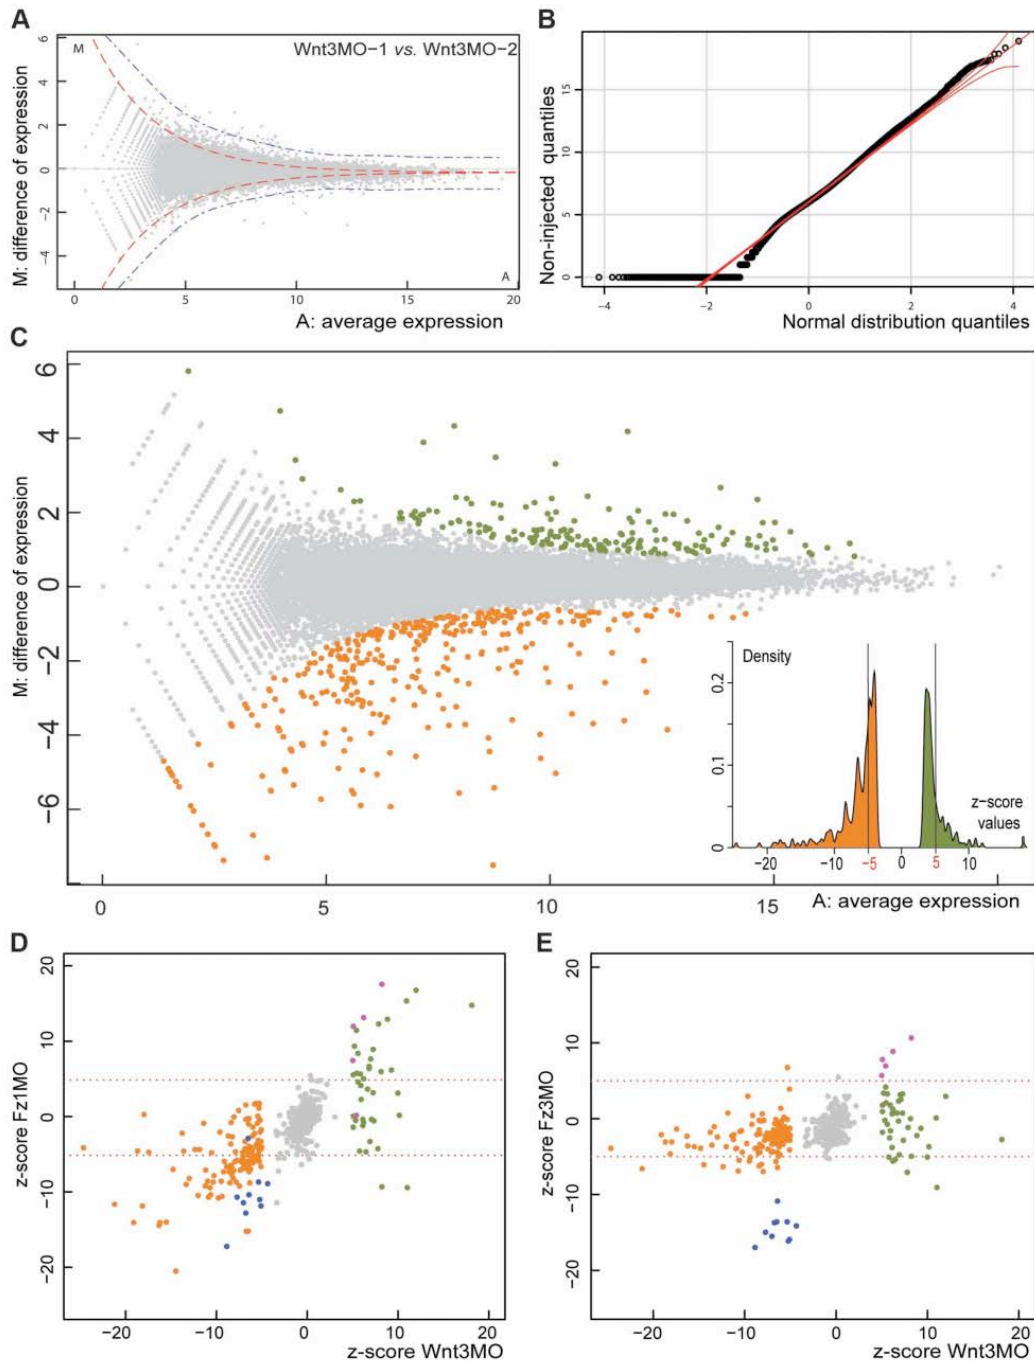 A
M
Wnt3MO−1 vs. Wnt3MO−2
6
4
2
0
−2
−4
A
0 5 10 15 20
M: difference of expression
A: average expression
B
15
10
5
0
−4 −2 0 2 4
Non-injected quantiles
Normal distribution quantiles
C
6
4
2
0
−2
−4
−6
M: difference of expression
0 5 10 15
A: average expression
Density
0.2
0.1
0
z−score
values
−20 −10 −5 0 5 10
D
20
10
0
−10
−20
z−score Fz1MO
−20 −10 0 10 20
z−score Wnt3MO
E
20
10
0
−10
−20
z−score Fz3MO
−20 −10 0 10 20
z−score Wnt3MO